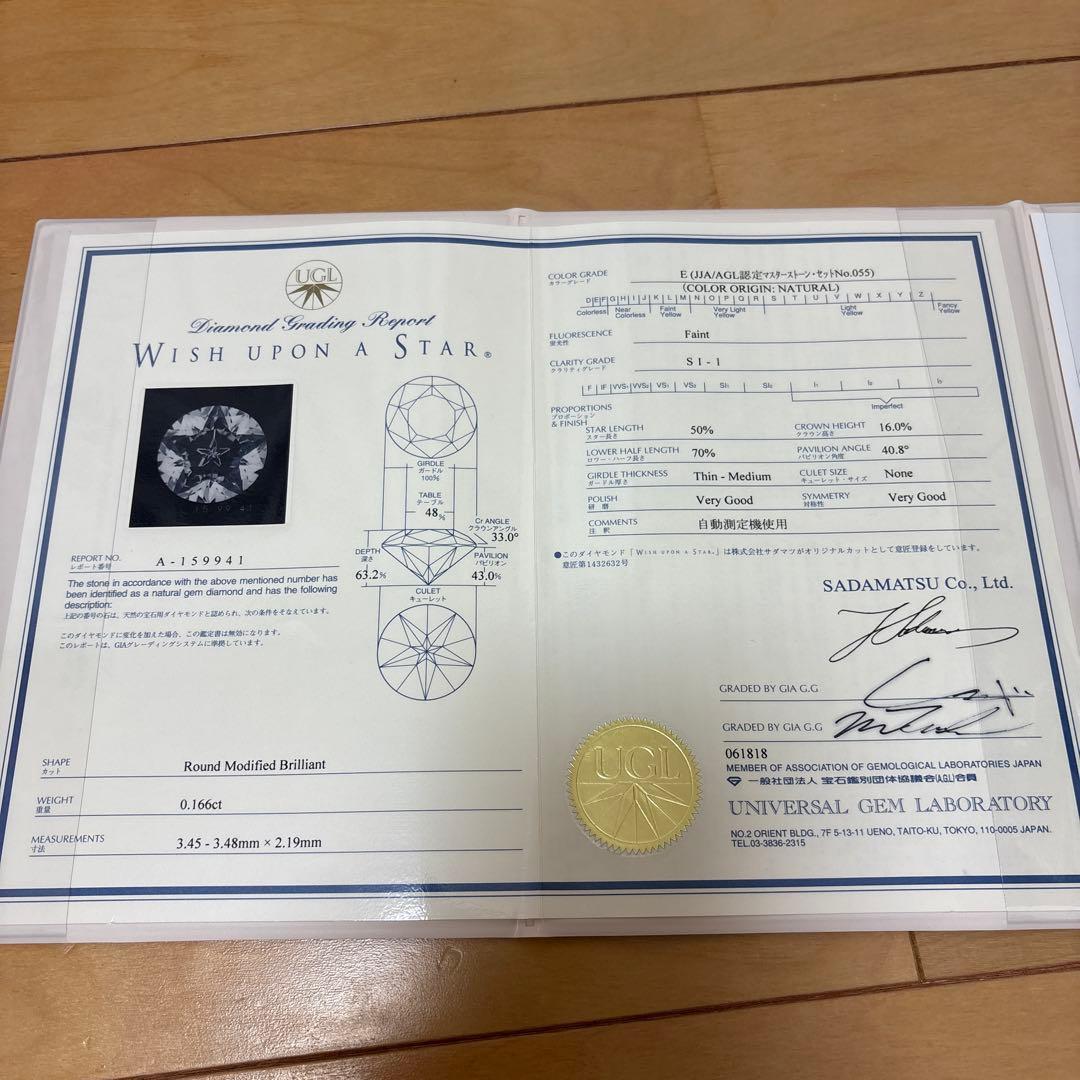 UGL
Diamond Grading Report
WISH UPON A STAR®
15 99 41
REPORT NO.
レポート番号
A-159941
The stone in accordance with the above mentioned number has
been identified as a natural gem diamond and has the following
description:
上記の番号の石は、天然の宝石用ダイヤモンドと認められ、次の条件をそなえています。
このダイヤモンドに変化を加えた場合、この鑑定書は無効になります。
このレポートは、GIAグレーディングシステムに準拠しています。
GIRDLE
ガードル
100%
TABLE
テーブル
48%
Cr ANGLE
クラウンアングル
33.0°
DEPTH
深さ
63.2%
PAVILION
パビリオン
43.0%
CULET
キューレット
SHAPE
カット
Round Modified Brilliant
WEIGHT
重量
0.166ct
MEASUREMENTS
寸法
3.45 - 3.48mm × 2.19mm
COLOR GRADE
カラーグレード
E (JJA/AGL認定マスターストーン・セットNo.055)
(COLOR ORIGIN: NATURAL)
D E F G H I J K L M N O P Q R S T U V W X Y Z
Colorless
Near
Colorless
Faint
Yellow
Very Light
Yellow
Light
Yellow
Fancy
Yellow
FLUORESCENCE
蛍光性
Faint
CLARITY GRADE
クラリティグレード
SI-1
F IF VVS1 VVS2 VS1 VS2 SI1 SI2 I1 I2 I3
Imperfect
PROPORTIONS
プロポーション
& FINISH
STAR LENGTH
スター長さ
50%
CROWN HEIGHT
クラウン高さ
16.0%
LOWER HALF LENGTH
ロワー・ハーフ長さ
70%
PAVILION ANGLE
パビリオン角度
40.8°
GIRDLE THICKNESS
ガードル厚さ
Thin - Medium
CULET SIZE
キューレット・サイズ
None
POLISH
研磨
Very Good
SYMMETRY
対称性
Very Good
COMMENTS
注釈
自動測定機使用
●このダイヤモンド「WISH UPON A STAR®」は株式会社サダマツがオリジナルカットとして意匠登録をしています。
意匠第1432632号
SADAMATSU Co., Ltd.
GRADED BY GIA G.G
GRADED BY GIA G.G
UGL
061818
MEMBER OF ASSOCIATION OF GEMOLOGICAL LABORATORIES JAPAN
一般社団法人 宝石鑑別団体協議会(AGL)会員
UNIVERSAL GEM LABORATORY
NO.2 ORIENT BLDG., 7F 5-13-11 UENO, TAITO-KU, TOKYO, 110-0005 JAPAN.
TEL.03-3836-2315